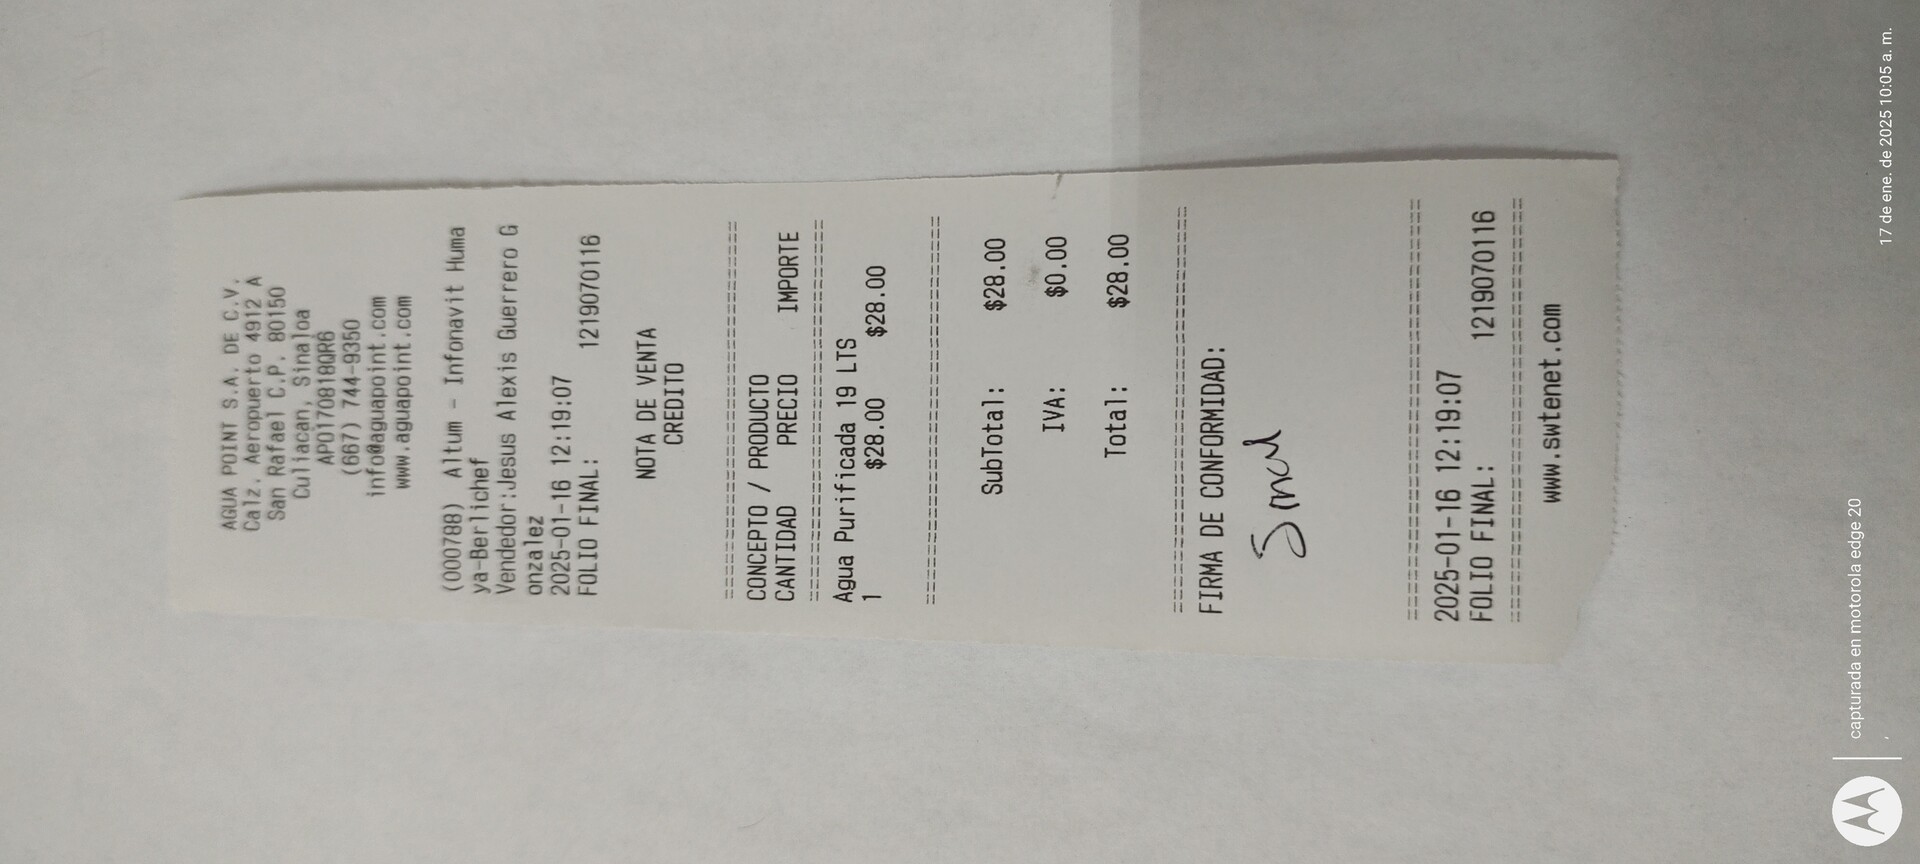 AGUA POINT S.A. DE C.V.
Calz. Aeropuerto 4912 A
San Rafael C.P. 80150
Culiacan, Sinaloa
APO170818QR6
(667) 744-9350
info@aguapoint.com
www.aguapoint.com
(000788) Altum - Infonavit Huma
ya-Berlichef
Vendedor:Jesus Alexis Guerrero G
onzalez
2025-01-16 12:19:07
FOLIO FINAL: 1219070116
NOTA DE VENTA
CREDITO
================================
CONCEPTO / PRODUCTO
CANTIDAD PRECIO IMPORTE
================================
Agua Purificada 19 LTS
1 $28.00 $28.00
================================
SubTotal: $28.00
IVA: $0.00
Total: $28.00
================================
FIRMA DE CONFORMIDAD:
================================
2025-01-16 12:19:07
FOLIO FINAL: 1219070116
================================
www.swtenet.com
capturada en motorola edge 20
, 17 de ene. de 2025 10:05 a. m.